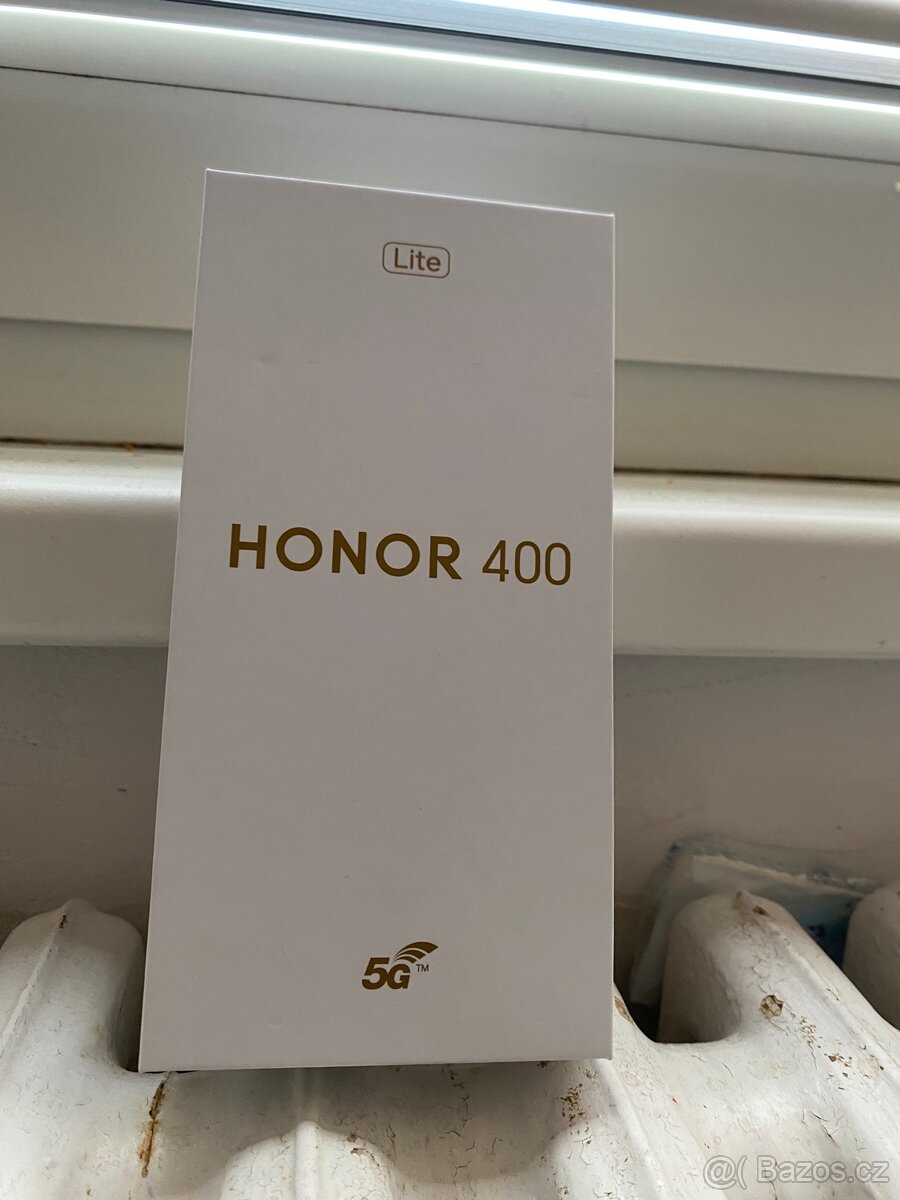 Lite
HONOR 400
5G™
@( Bazos.cz